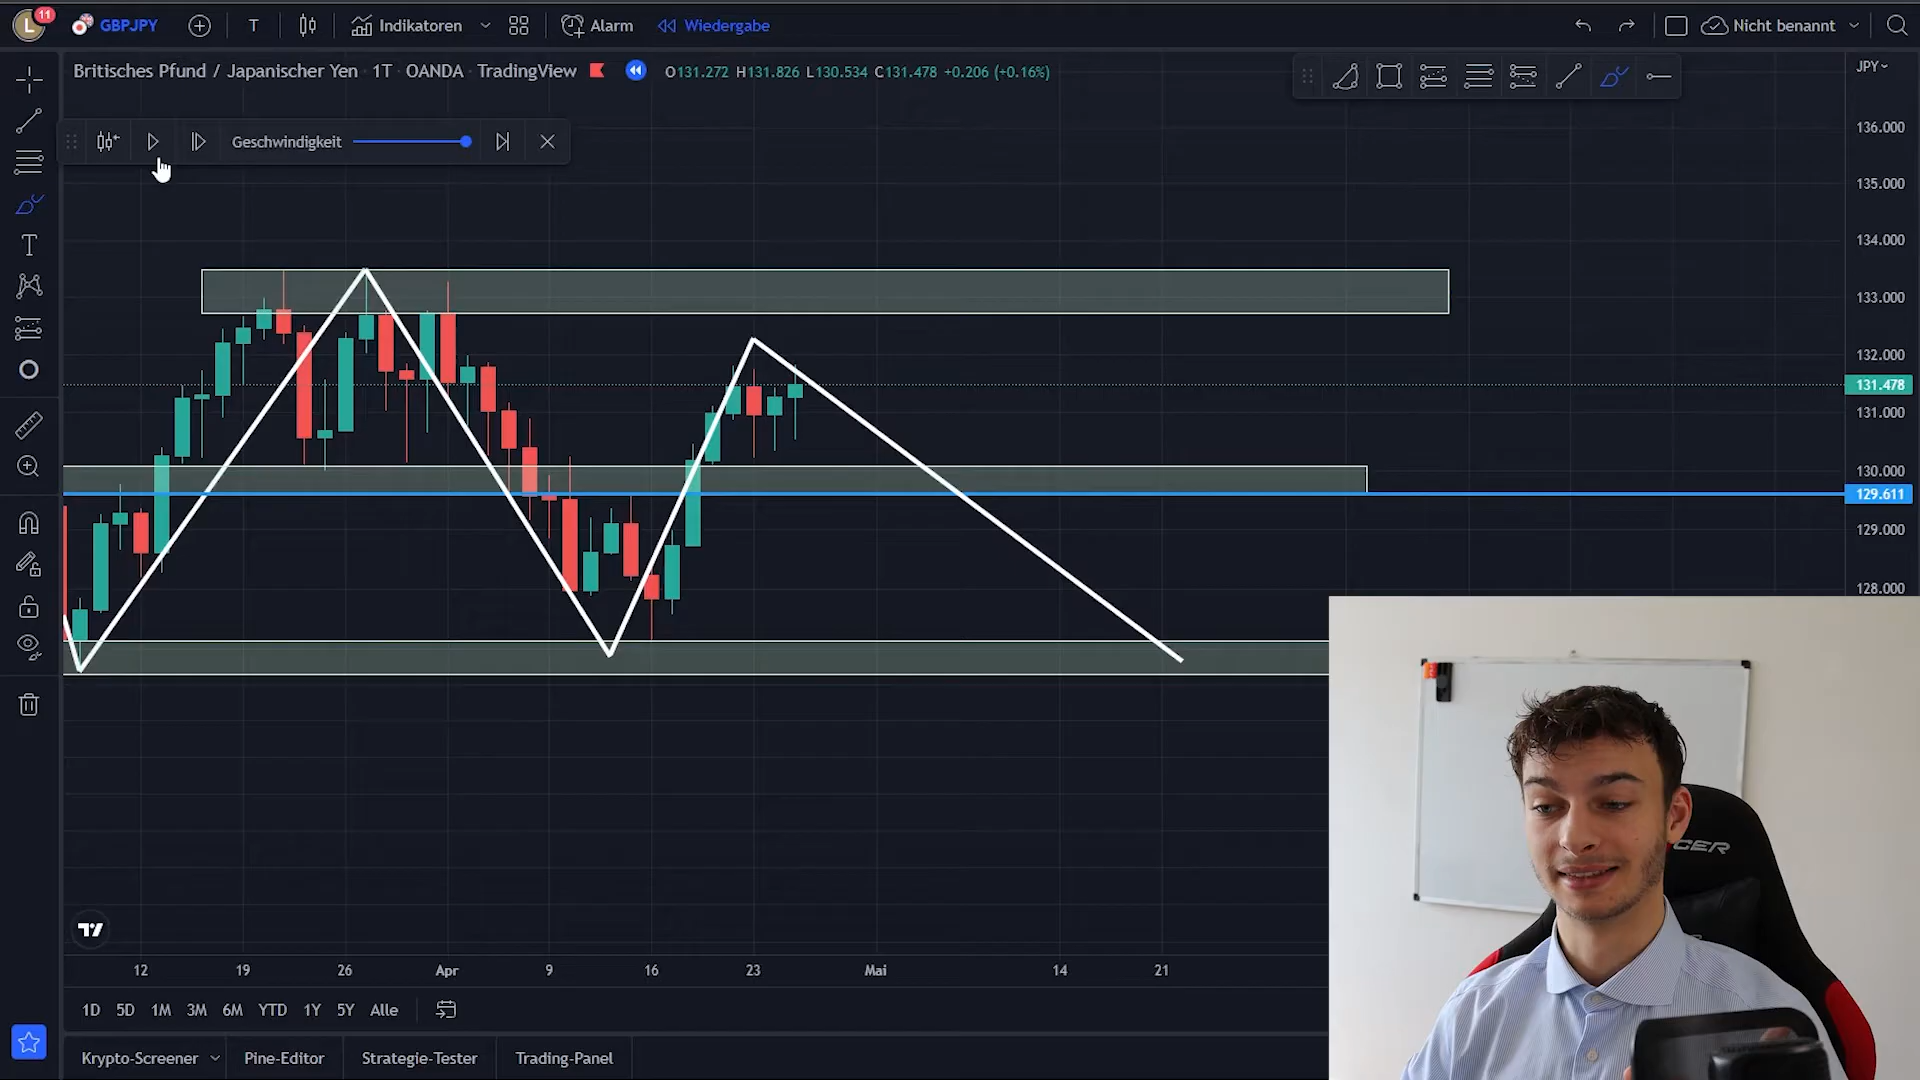 L
11
GBPJPY
T
Indikatoren
Alarm
Wiedergabe
Nicht benannt
Britisches Pfund / Japanischer Yen · 1T · OANDA · TradingView
O131.272 H131.826 L130.534 C131.478 +0.206 (+0.16%)
JPY
Geschwindigkeit
136.000
135.000
134.000
133.000
132.000
131.478
131.000
130.000
129.611
129.000
128.000
12
19
26
Apr
9
16
23
Mai
14
21
1D 5D 1M 3M 6M YTD 1Y 5Y Alle
Krypto-Screener
Pine-Editor
Strategie-Tester
Trading-Panel